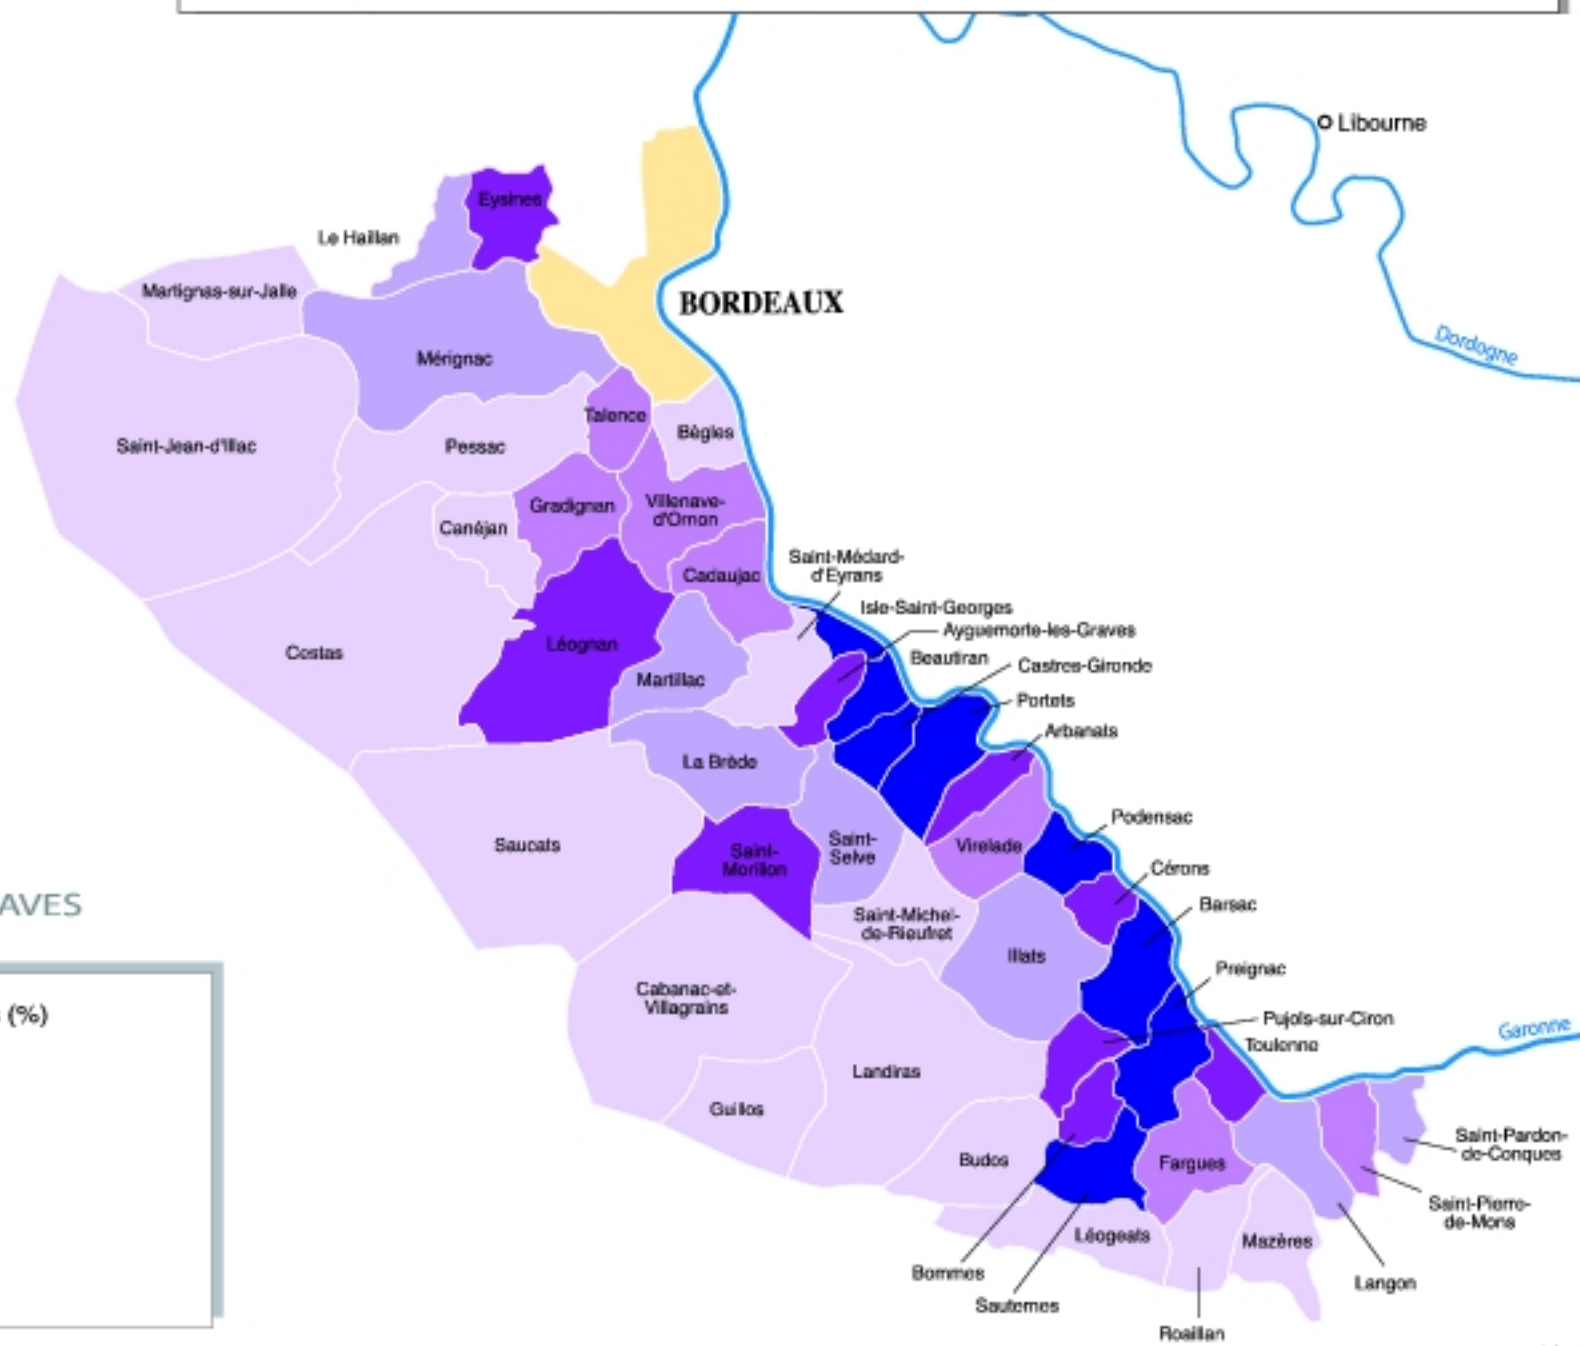 Libourne
Eysines
Le Haillan
Martignas-sur-Jalle
BORDEAUX
Dordogne
Mérignac
Talence
Bègles
Saint-Jean-d'Illac
Pessac
Gradignan
Villenave-
d'Ornon
Canéjan
Cadaujac
Saint-Médard-
d'Eyrans
Isle-Saint-Georges
Ayguemorte-les-Graves
Léognan
Costas
Beautiran
Castres-Gironde
Martillac
Portets
Arbanats
La Brède
Podensac
Saucats
Saint-
Morillon
Saint-
Selve
Virelade
Cérons
AVES
Barsac
Saint-Michel-
de-Rieufret
Illats
Preignac
(%)
Cabanac-et-
Villagrains
Pujols-sur-Ciron
Garonne
Toulenne
Landiras
Guillos
Saint-Pardon-
de-Conques
Budos
Fargues
Saint-Pierre-
de-Mons
Léogeats
Mazères
Bommes
Langon
Sauternes
Roaillan